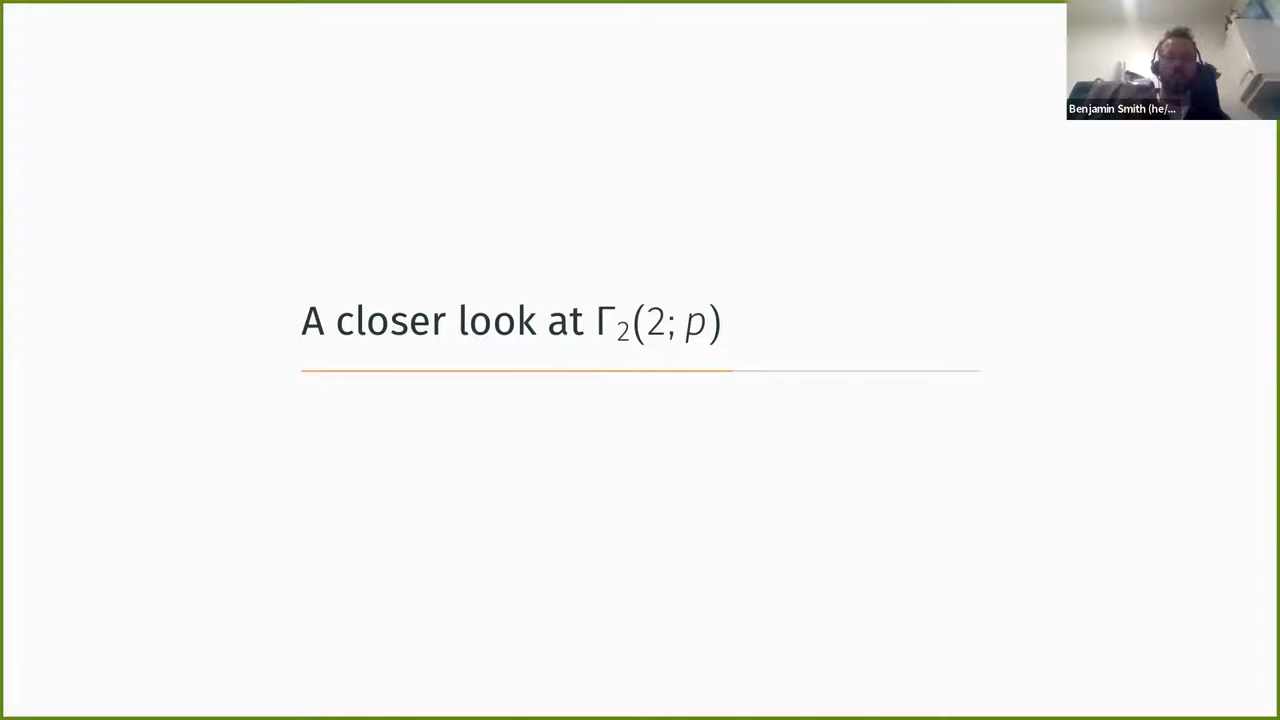 Benjamin Smith (he/...
A closer look at Γ₂(2; p)